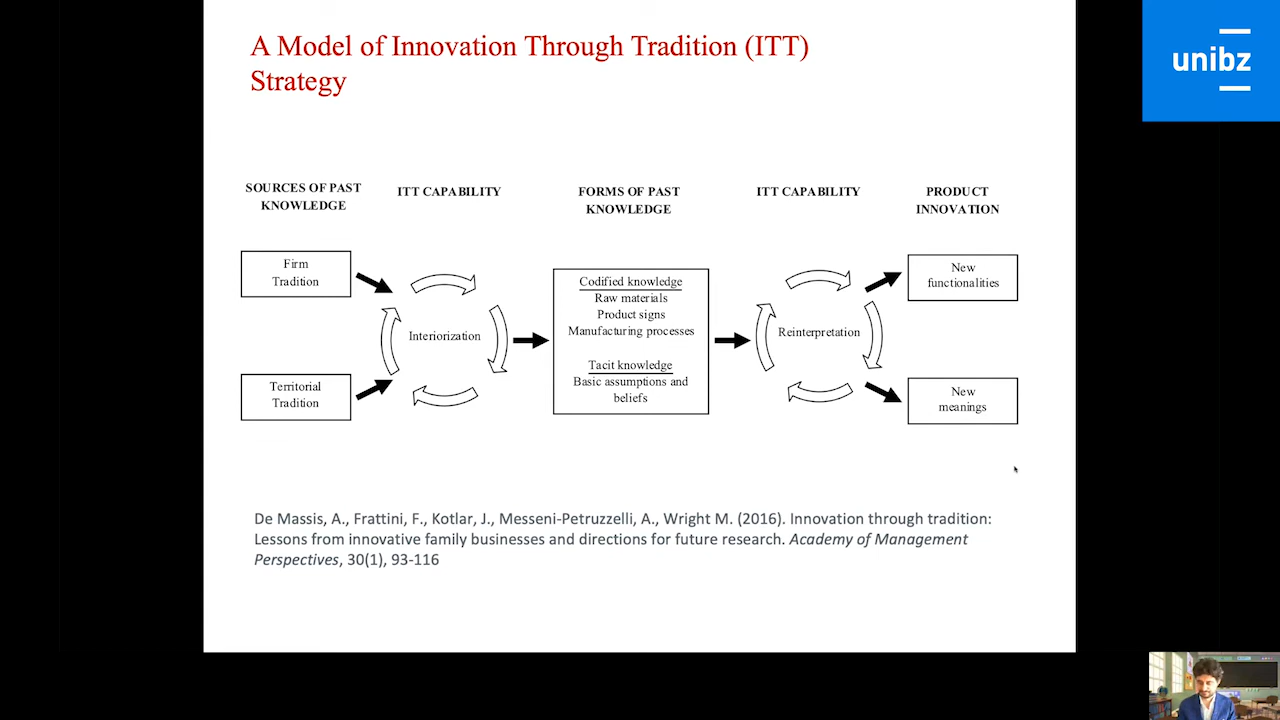 A Model of Innovation Through Tradition (ITT)
Strategy
unibz
SOURCES OF PAST
KNOWLEDGE
ITT CAPABILITY
FORMS OF PAST
KNOWLEDGE
ITT CAPABILITY
PRODUCT
INNOVATION
Firm
Tradition
Territorial
Tradition
Interiorization
Codified knowledge
Raw materials
Product signs
Manufacturing processes
Tacit knowledge
Basic assumptions and
beliefs
Reinterpretation
New
functionalities
New
meanings
De Massis, A., Frattini, F., Kotlar, J., Messeni-Petruzzelli, A., Wright M. (2016). Innovation through tradition:
Lessons from innovative family businesses and directions for future research. Academy of Management
Perspectives, 30(1), 93-116